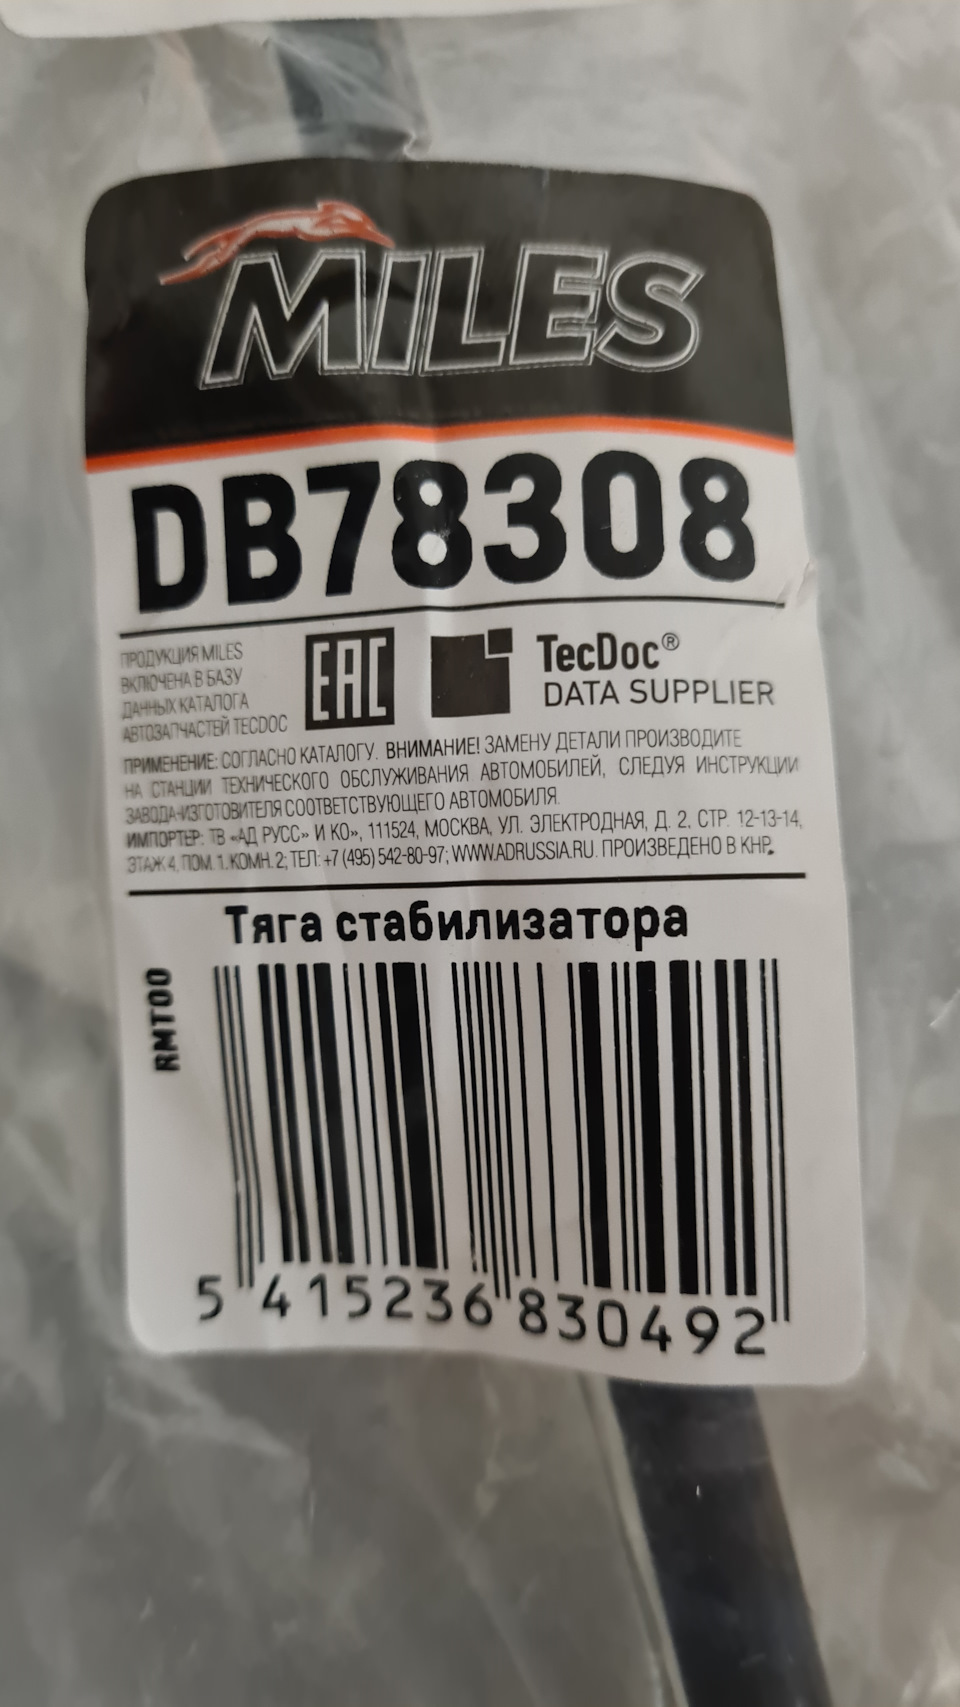 MILES
DB78308
ПРОДУКЦИЯ MILES
ВКЛЮЧЕНА В БАЗУ
ДАННЫХ КАТАЛОГА
АВТОЗАПЧАСТЕЙ TECDOC
EAC
TecDoc®
DATA SUPPLIER
ПРИМЕНЕНИЕ: СОГЛАСНО КАТАЛОГУ. ВНИМАНИЕ! ЗАМЕНУ ДЕТАЛИ ПРОИЗВОДИТЕ
НА СТАНЦИИ ТЕХНИЧЕСКОГО ОБСЛУЖИВАНИЯ АВТОМОБИЛЕЙ, СЛЕДУЯ ИНСТРУКЦИИ
ЗАВОДА-ИЗГОТОВИТЕЛЯ СООТВЕТСТВУЮЩЕГО АВТОМОБИЛЯ.
ИМПОРТЕР: ТВ «АД РУСС» И КО», 111524, МОСКВА, УЛ. ЭЛЕКТРОДНАЯ, Д. 2, СТР. 12-13-14,
ЭТАЖ 4, ПОМ. 1, КОМН. 2; ТЕЛ: +7 (495) 542-80-97; WWW.ADRUSSIA.RU. ПРОИЗВЕДЕНО В КНР.
Тяга стабилизатора
RMT00
5 415236 830492